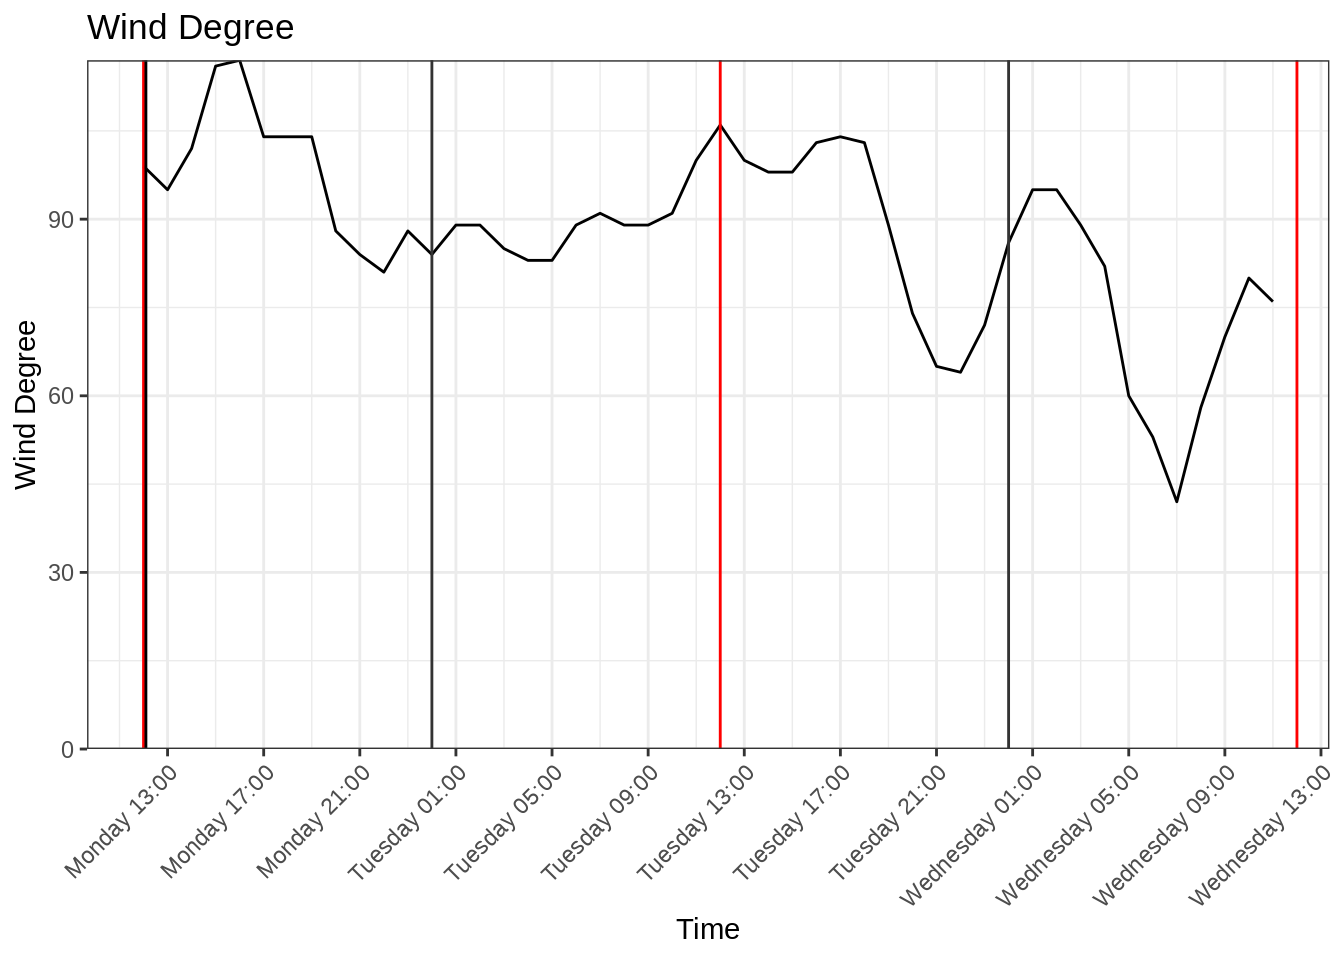 Wind Degree
Wind Degree
90
60
30
0
Monday 13:00
Monday 17:00
Monday 21:00
Tuesday 01:00
Tuesday 05:00
Tuesday 09:00
Tuesday 13:00
Tuesday 17:00
Tuesday 21:00
Wednesday 01:00
Wednesday 05:00
Wednesday 09:00
Wednesday 13:00
Time